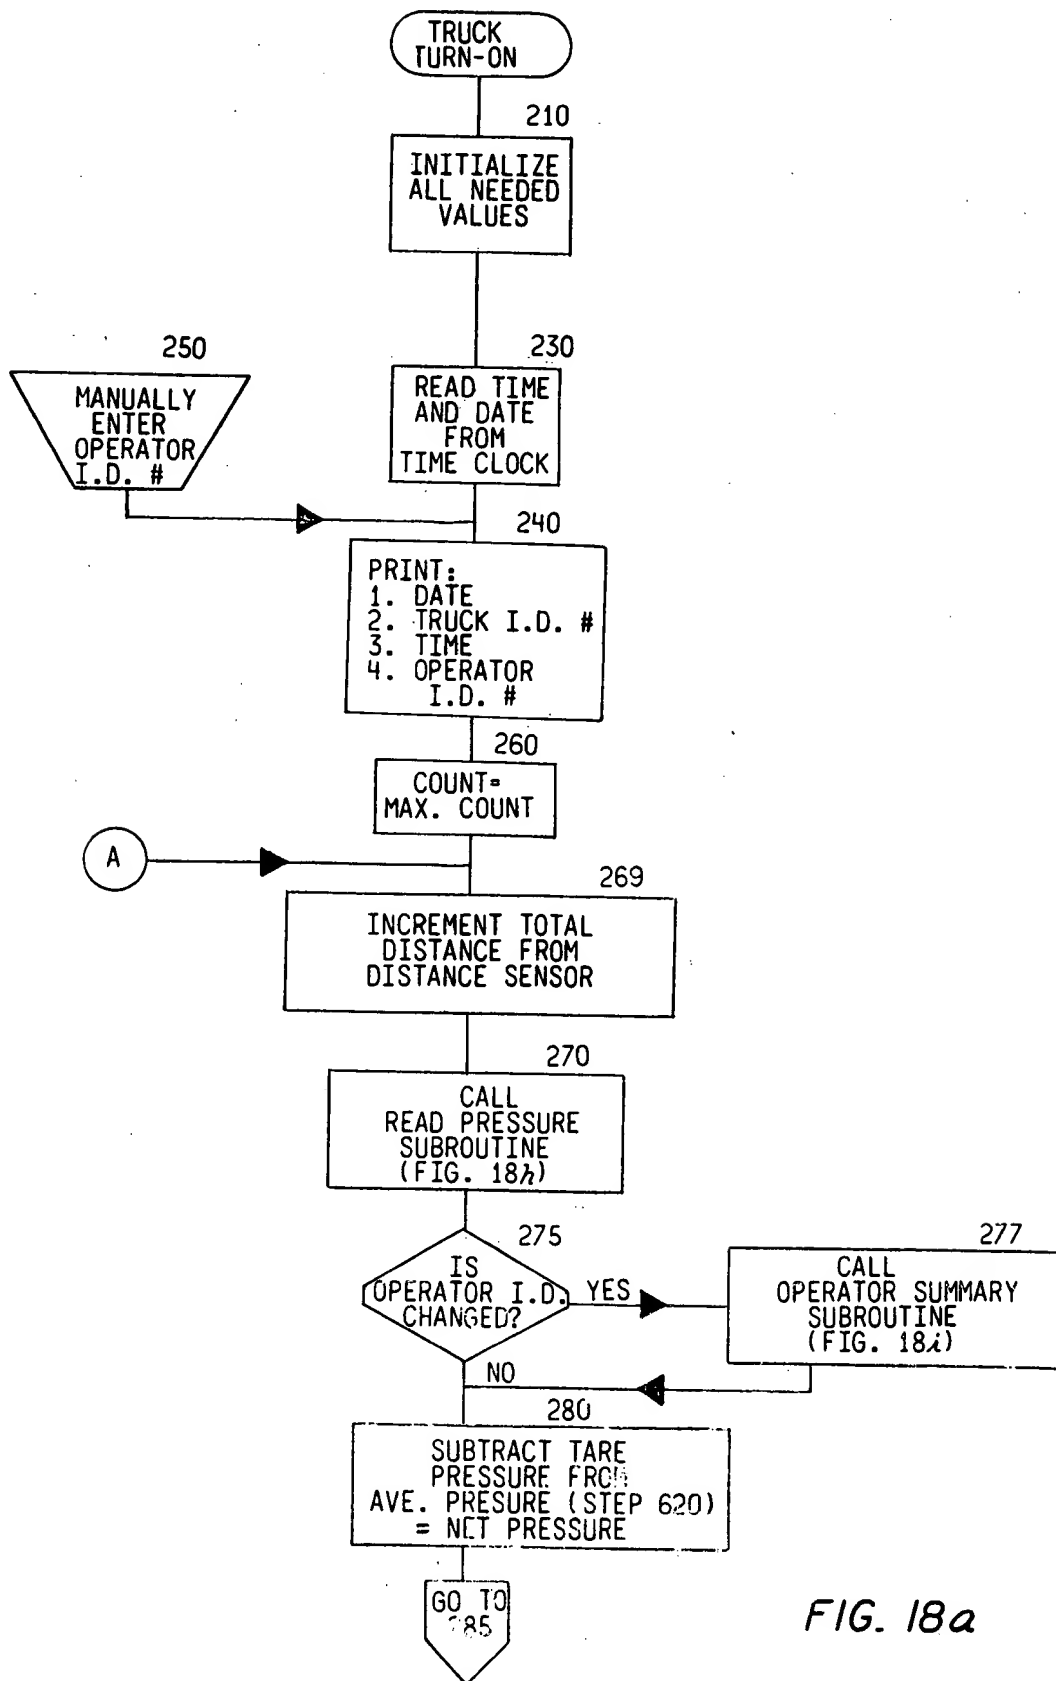 TRUCK
TURN-ON
210
INITIALIZE
ALL NEEDED
VALUES
250
MANUALLY
ENTER
OPERATOR
I.D. #
230
READ TIME
AND DATE
FROM
TIME CLOCK
240
PRINT:
1. DATE
2. TRUCK I.D. #
3. TIME
4. OPERATOR
I.D. #
260
COUNT=
MAX. COUNT
A
269
INCREMENT TOTAL
DISTANCE FROM
DISTANCE SENSOR
270
CALL
READ PRESSURE
SUBROUTINE
(FIG. 18h)
275
IS
OPERATOR I.D.
CHANGED?
YES
277
CALL
OPERATOR SUMMARY
SUBROUTINE
(FIG. 18i)
NO
280
SUBTRACT TARE
PRESSURE FROM
AVE. PRESURE (STEP 620)
= NET PRESSURE
GO TO
285
FIG. 18a